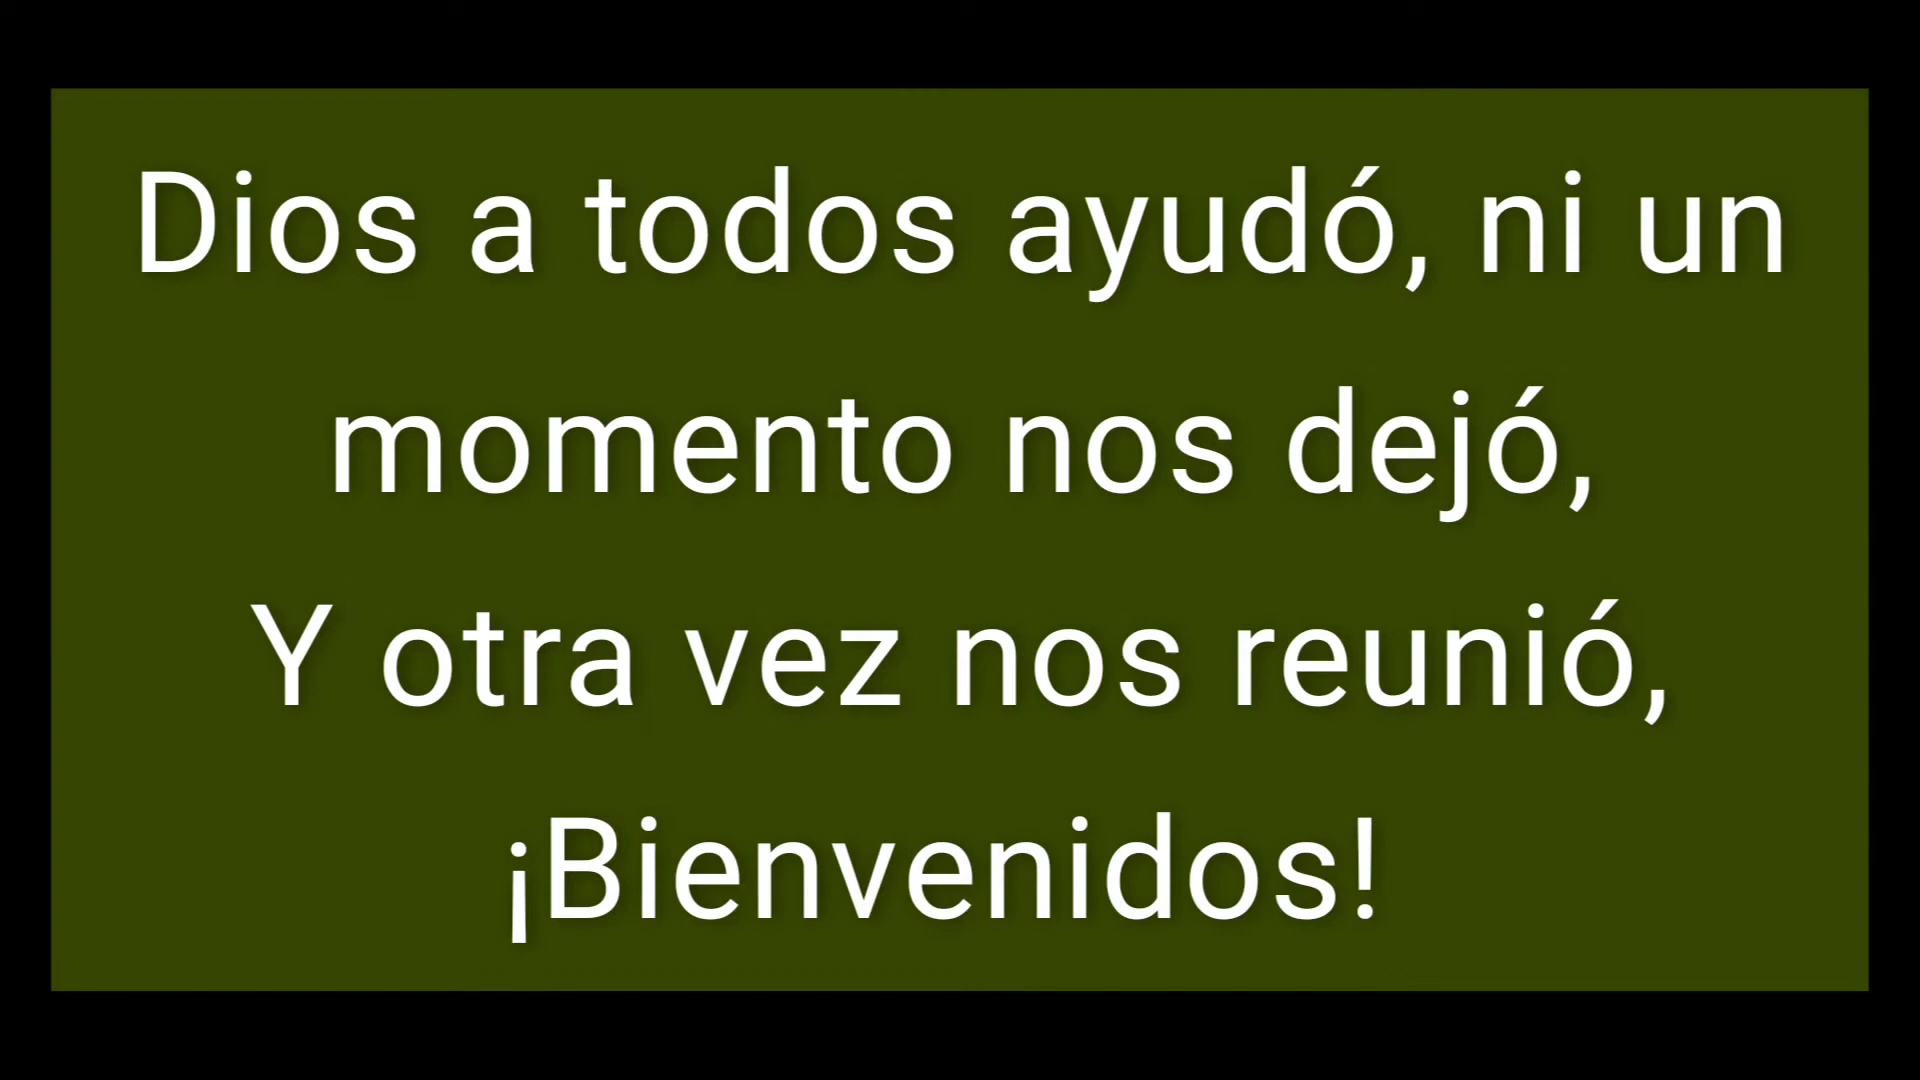 Dios a todos ayudó, ni un
momento nos dejó,
Y otra vez nos reunió,
¡Bienvenidos!